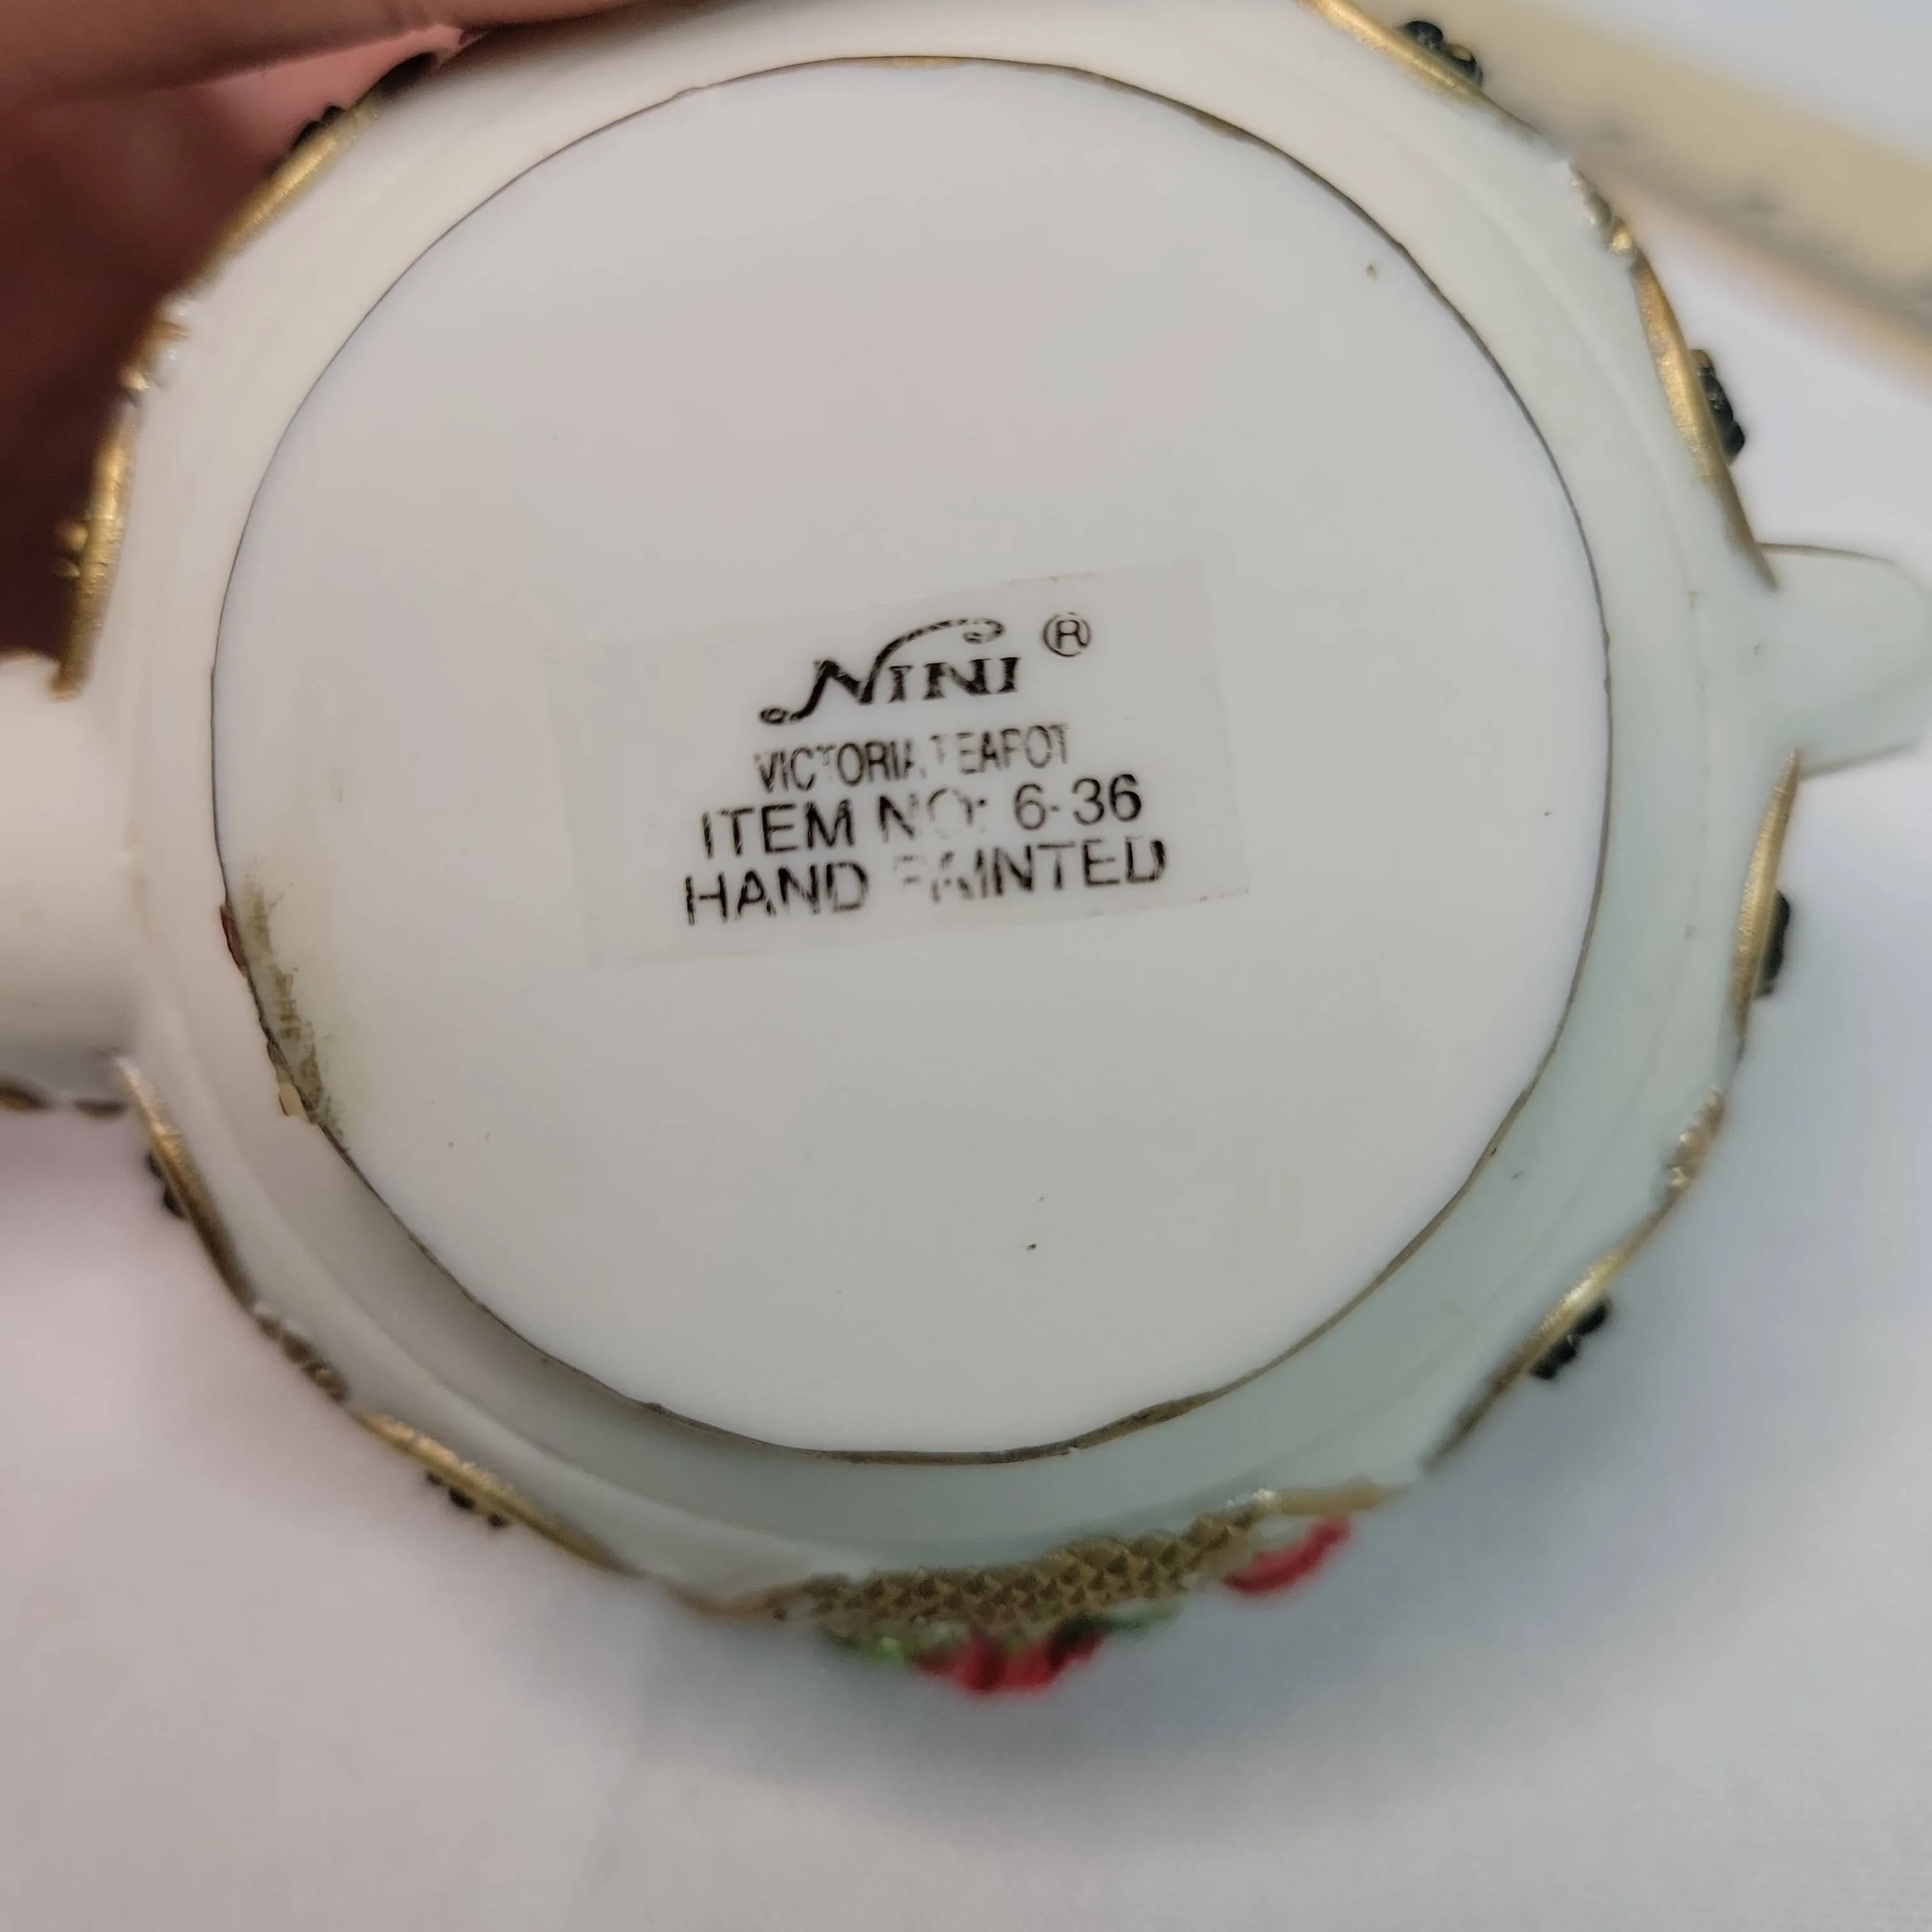 NINI ®
VICTORIA TEAPOT
ITEM NO: 6-36
HAND PAINTED